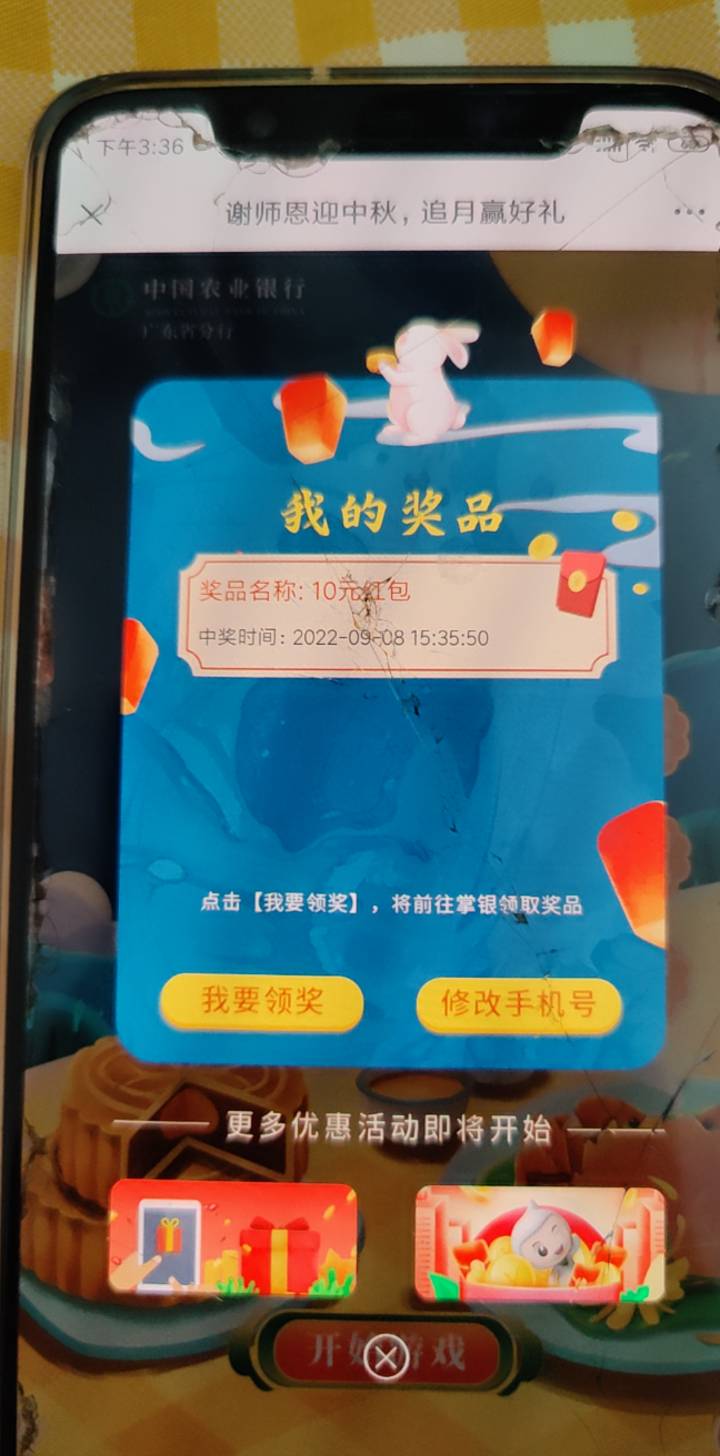 下午3:36
谢师恩迎中秋，追月赢好礼
中国农业银行
广东省分行
我的奖品
奖品名称: 10元红包
中奖时间: 2022-09-08 15:35:50
点击【我要领奖】，将前往掌银领取奖品
我要领奖
修改手机号
更多优惠活动即将开始
开始游戏